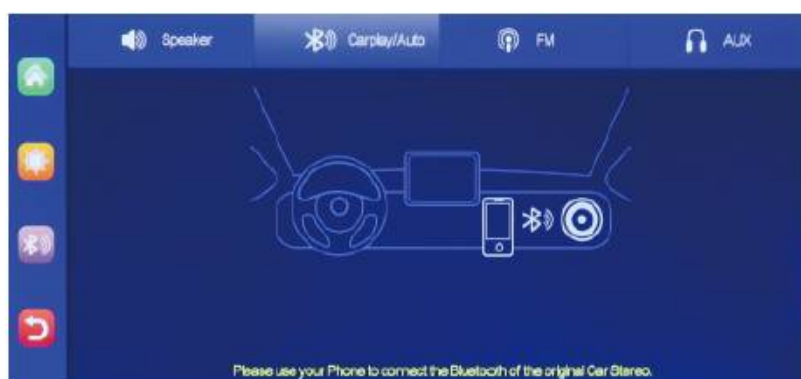 Speaker
Carplay/Auto
FM
AUX
Please use your Phone to connect the Bluetooth of the original Car Stereo.